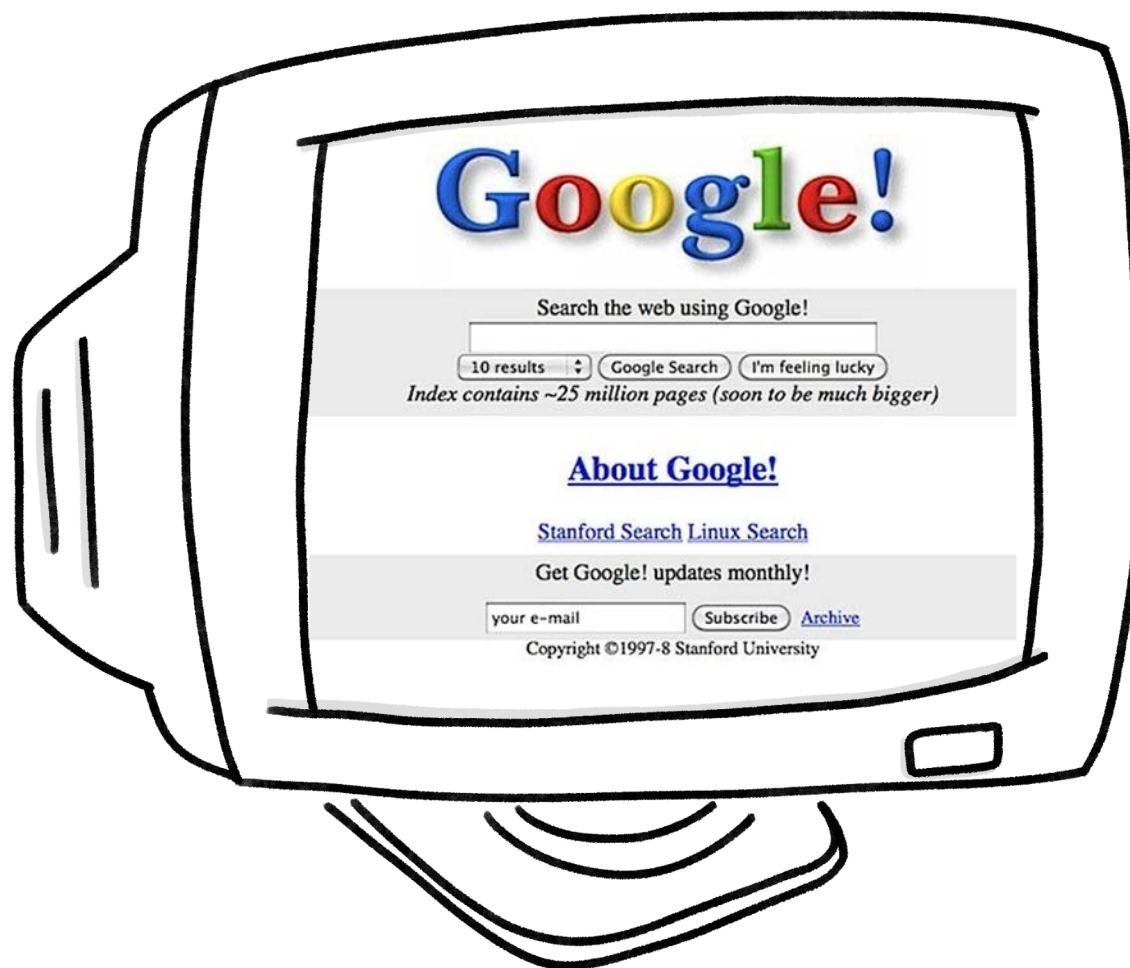 Google!
Search the web using Google!
10 results Google Search I'm feeling lucky
Index contains ~25 million pages (soon to be much bigger)
About Google!
Stanford Search Linux Search
Get Google! updates monthly!
your e-mail Subscribe Archive
Copyright ©1997-8 Stanford University